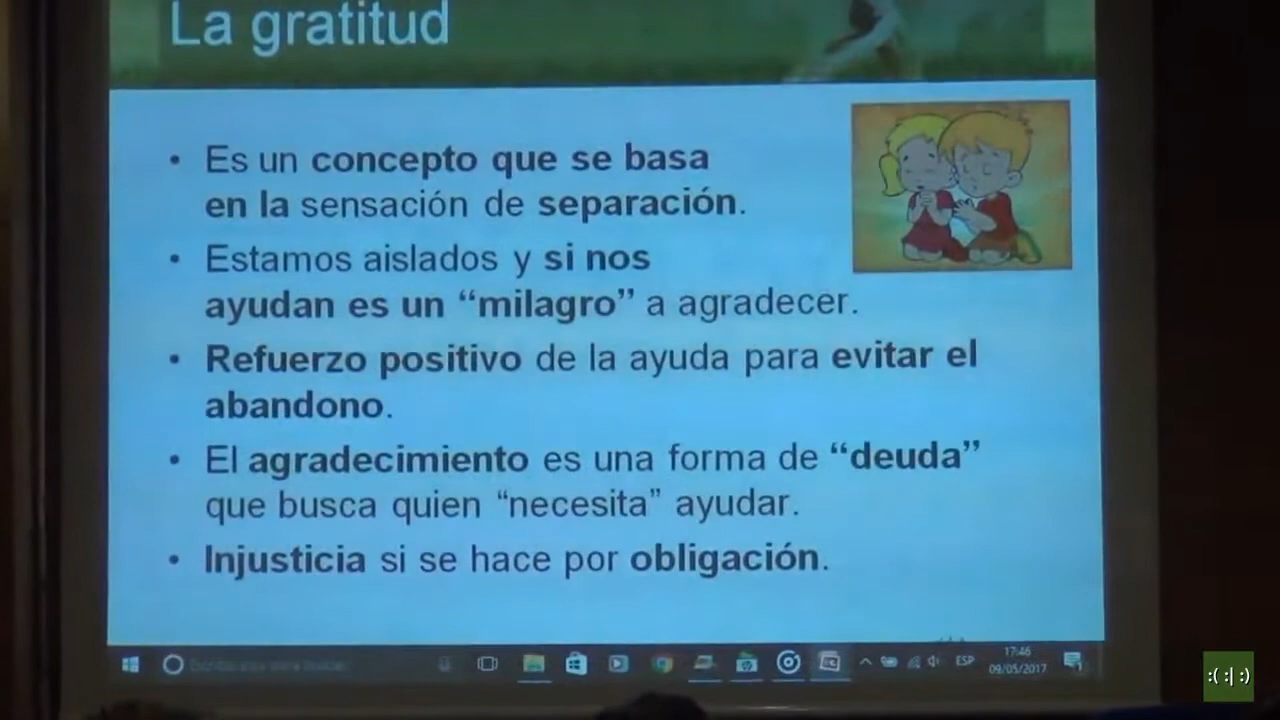 La gratitud
• Es un concepto que se basa
en la sensación de separación.
• Estamos aislados y si nos
ayudan es un “milagro” a agradecer.
• Refuerzo positivo de la ayuda para evitar el
abandono.
• El agradecimiento es una forma de “deuda”
que busca quien “necesita” ayudar.
• Injusticia si se hace por obligación.
ESP
17:46
09/05/2017
:( :| :)